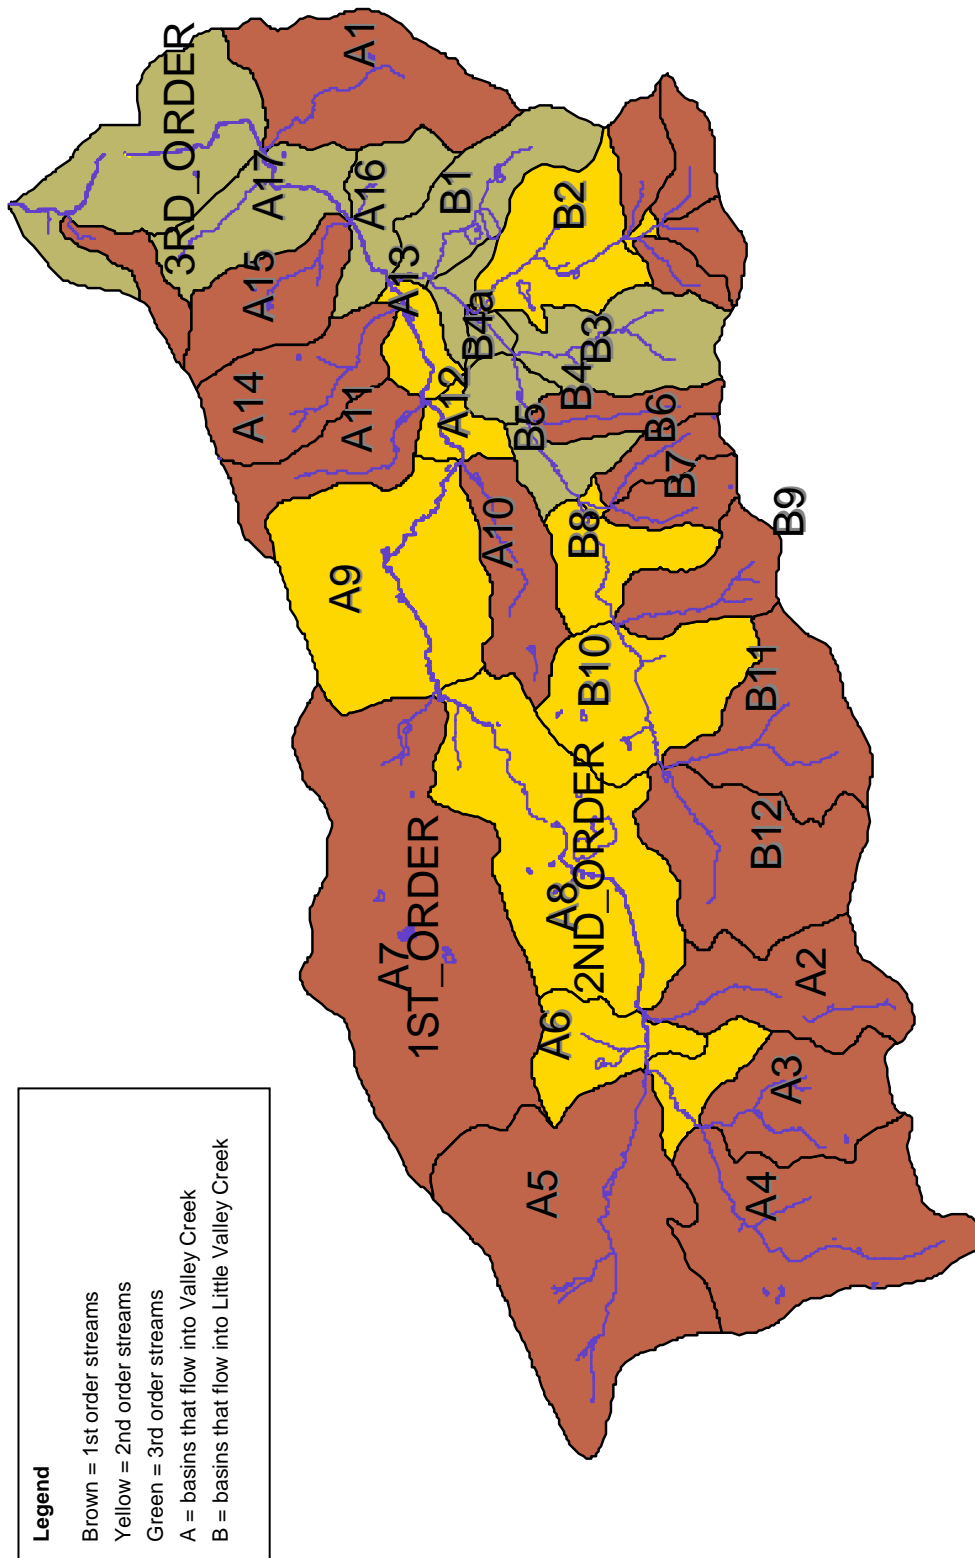 Legend
Brown = 1st order streams
Yellow = 2nd order streams
Green = 3rd order streams
A = basins that flow into Valley Creek
B = basins that flow into Little Valley Creek
A5
A7
1ST_ORDER
A9
A11
A14
A15
3RD_ORDER
A17
A1
A16
A13
A12
A10
B1
B2
B4a
B3
B4
B5
B6
B7
B8
B9
B10
B11
B12
2ND_ORDER
A8
A6
A2
A3
A4